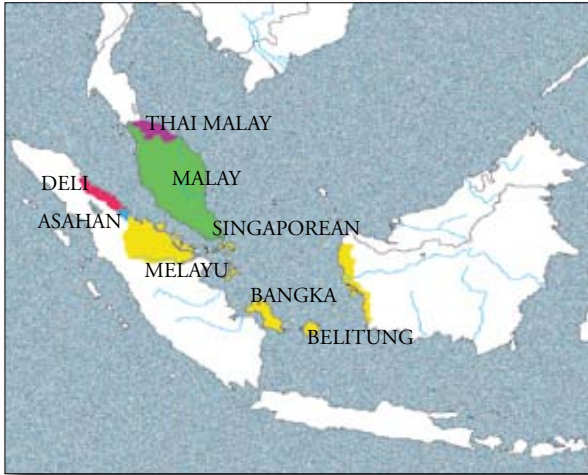 THAI MALAY
DELI
MALAY
ASAHAN
SINGAPOREAN
MELAYU
BANGKA
BELITUNG